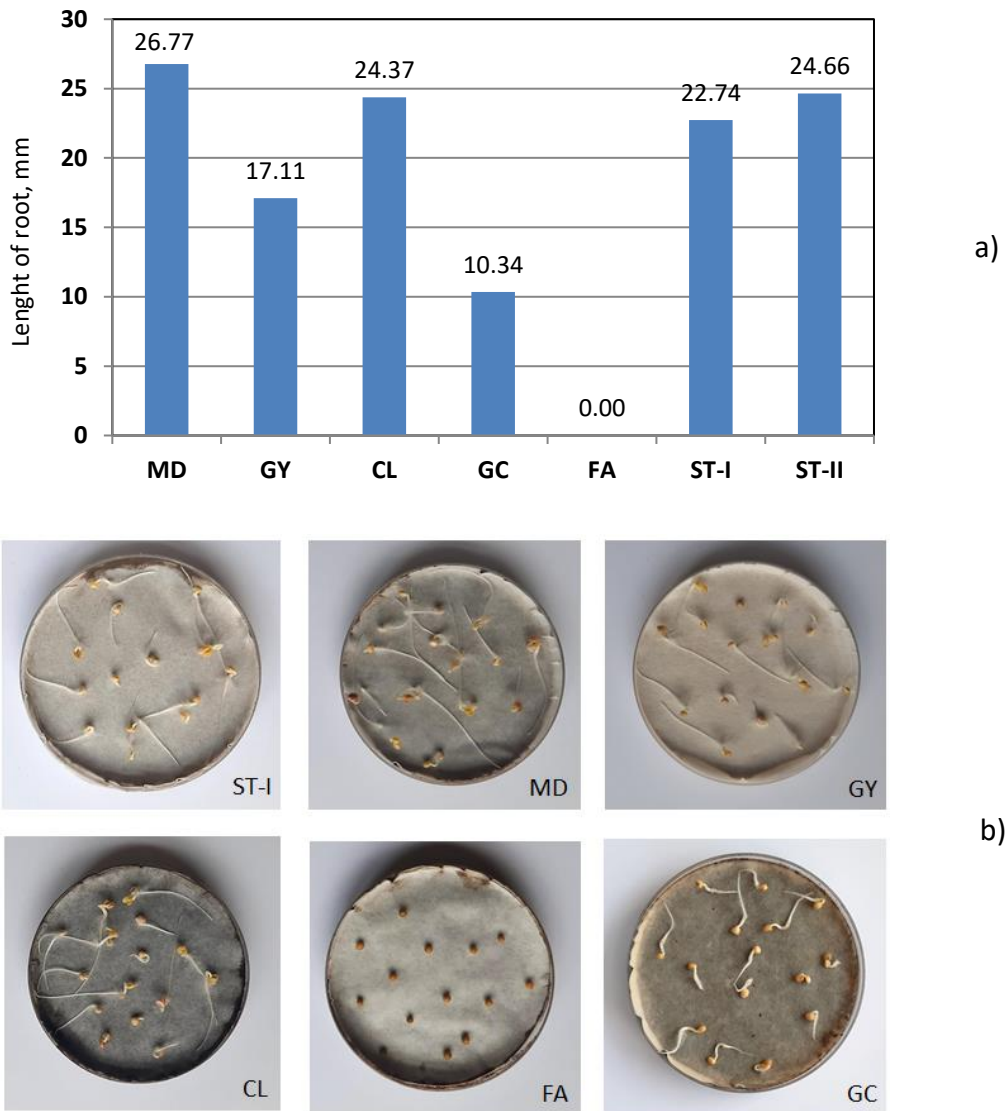 Lenght of root, mm
30
25
20
15
10
5
0
26.77
17.11
24.37
10.34
0.00
22.74
24.66
MD GY CL GC FA ST-I ST-II
a)
ST-I MD GY
b)
CL FA GC